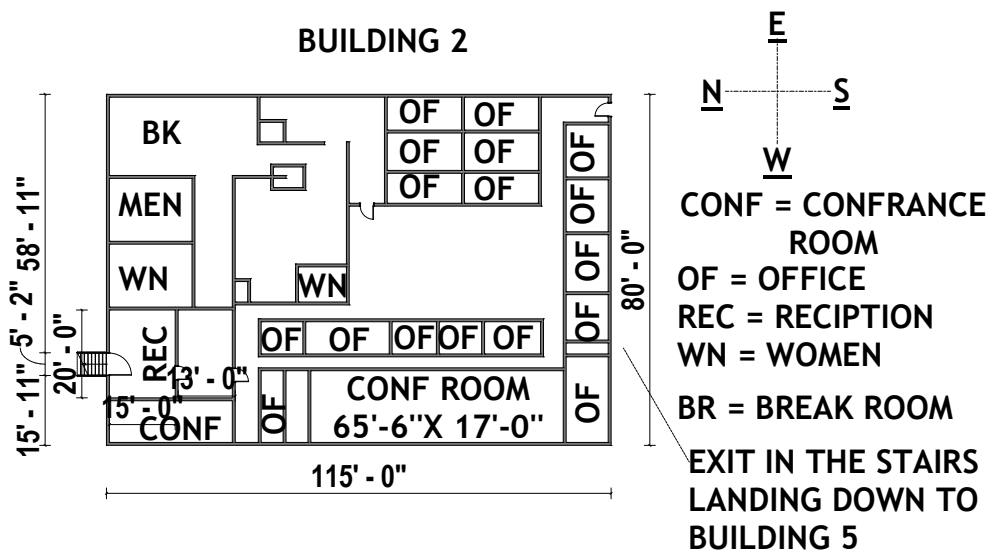 BUILDING 2
E
N
S
W
BK
OF
OF
OF
OF
OF
OF
OF
OF
OF
OF
OF
MEN
WN
WN
REC
OF
OF
OF
OF
OF
CONF
OF
CONF ROOM
65'-6"X 17'-0"
13' - 0"
15' - 0"
20' - 0"
15' - 11"
5' - 2"
58' - 11"
80' - 0"
115' - 0"
CONF = CONFRANCE
ROOM
OF = OFFICE
REC = RECIPTION
WN = WOMEN
BR = BREAK ROOM
EXIT IN THE STAIRS
LANDING DOWN TO
BUILDING 5